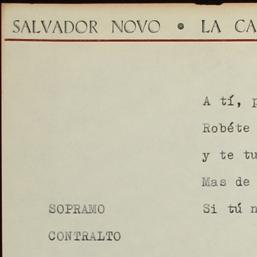 SALVADOR NOVO • LA CA
A tí, p
Robéte
y te tu
Mas de
SOPRAMO Si tú n
CONTRALTO